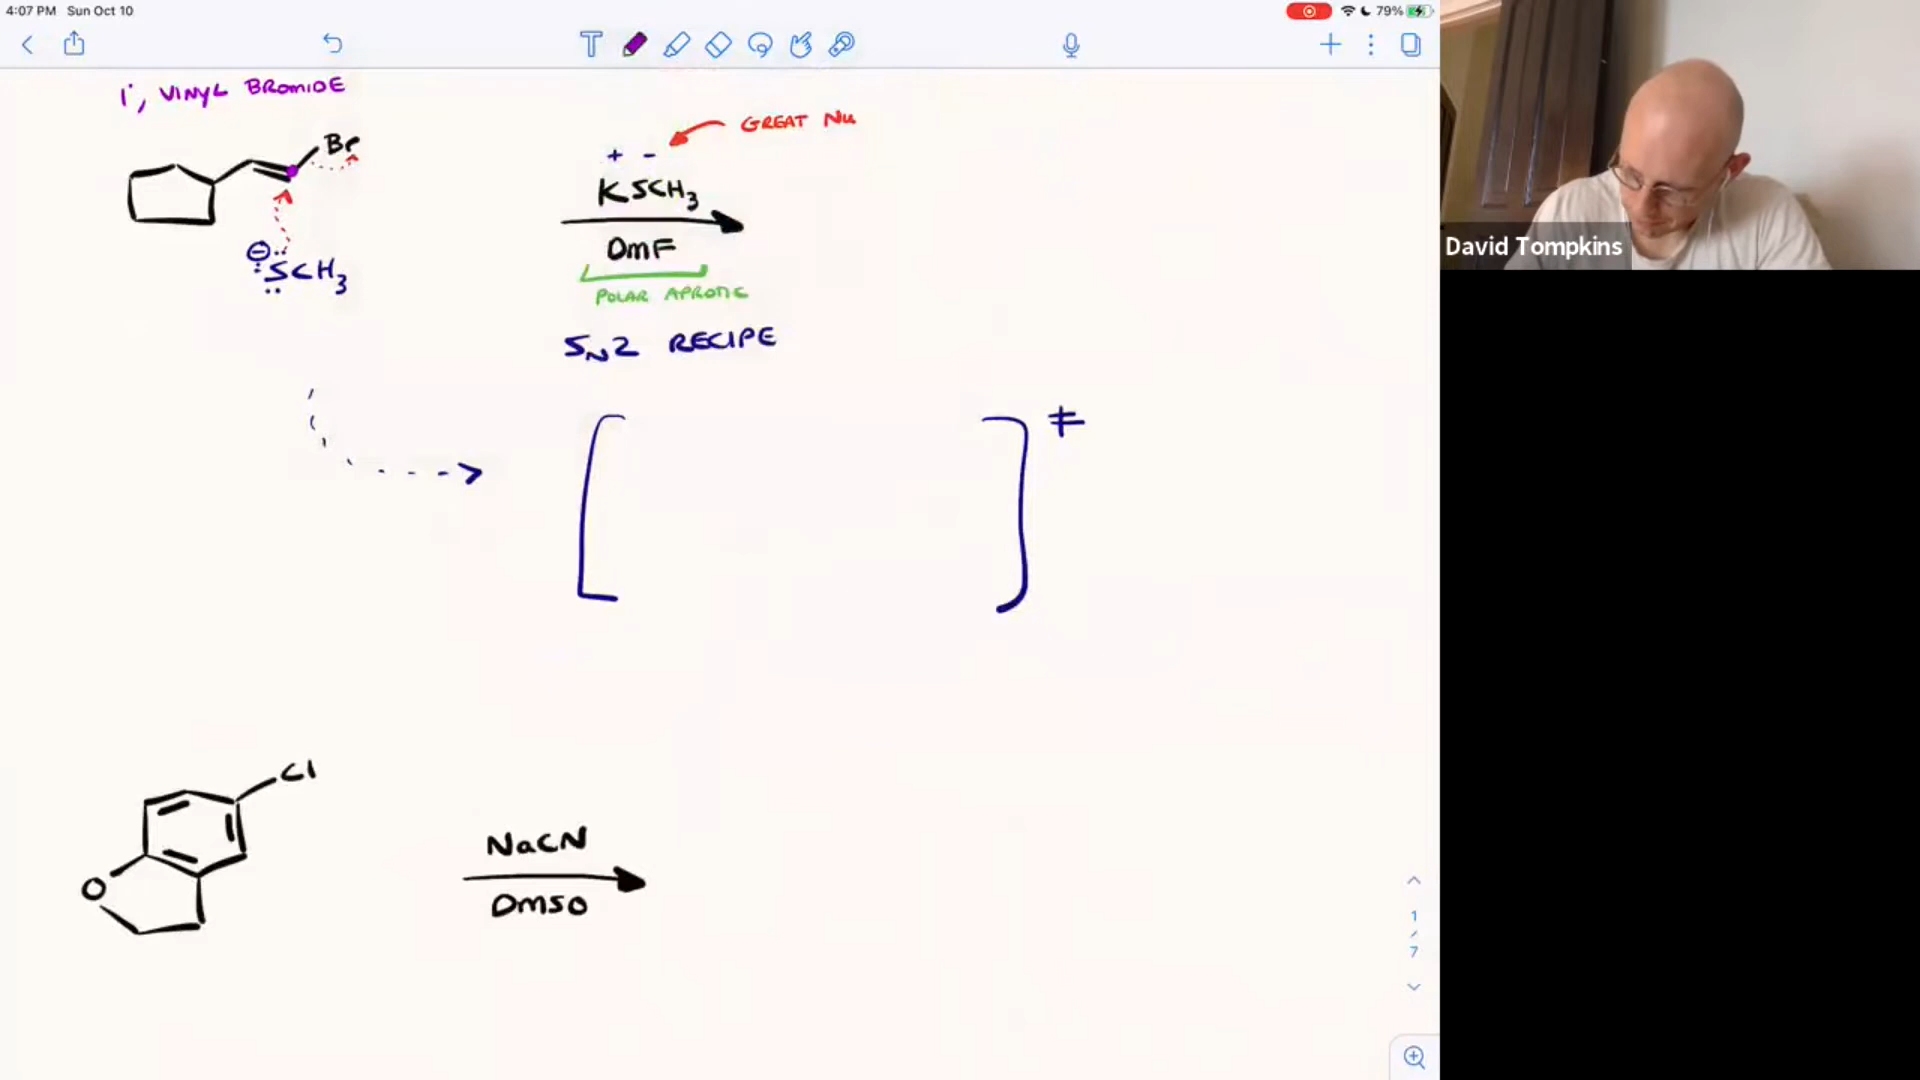 4:07 PM Sun Oct 10
79%
1°, VINYL BROMIDE
Br
⊖
SCH3
GREAT Nu
+ -
KSCH3
DMF
POLAR APROTIC
SN2 RECIPE
≠
David Tompkins
Cl
O
NaCN
DMSO
1
/
7